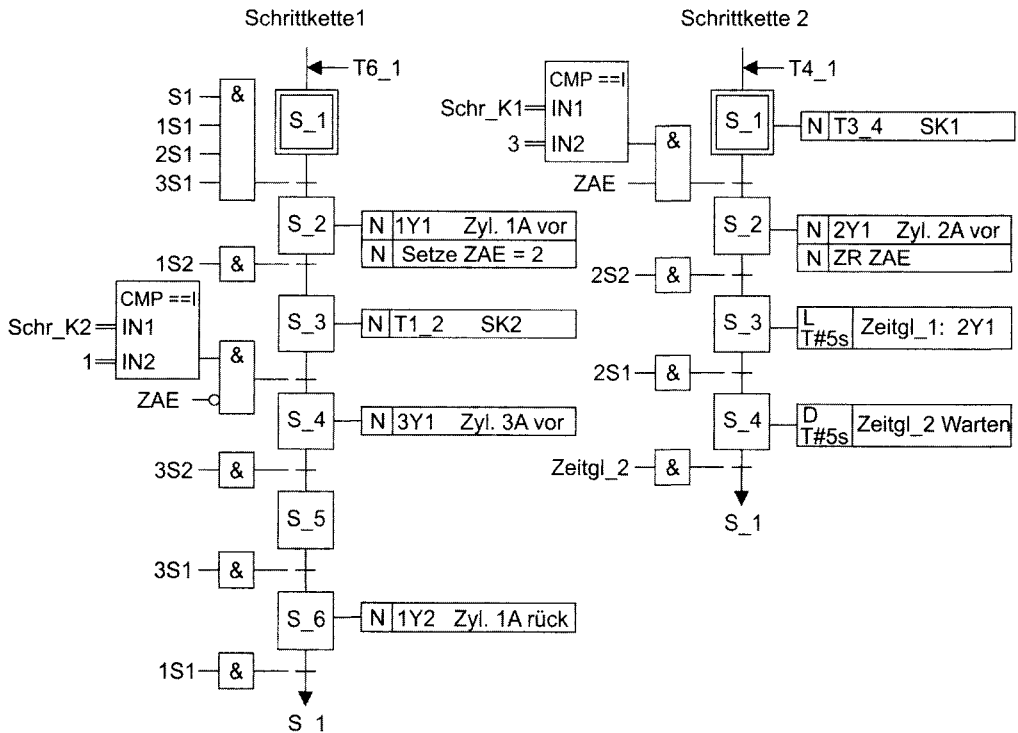 Schrittkette1
T6_1
S1
&
1S1
2S1
3S1
S_1
S_2
N 1Y1 Zyl. 1A vor
N Setze ZAE = 2
1S2
&
CMP ==I
Schr_K2
IN1
1
IN2
&
ZAE
S_3
N T1_2 SK2
S_4
N 3Y1 Zyl. 3A vor
3S2
&
S_5
3S1
&
S_6
N 1Y2 Zyl. 1A rück
1S1
&
S_1
Schrittkette 2
T4_1
CMP ==I
Schr_K1
IN1
3
IN2
&
ZAE
S_1
N T3_4 SK1
S_2
N 2Y1 Zyl. 2A vor
N ZR ZAE
2S2
&
S_3
L
T#5s
Zeitgl_1: 2Y1
2S1
&
S_4
D
T#5s
Zeitgl_2 Warten
Zeitgl_2
&
S_1